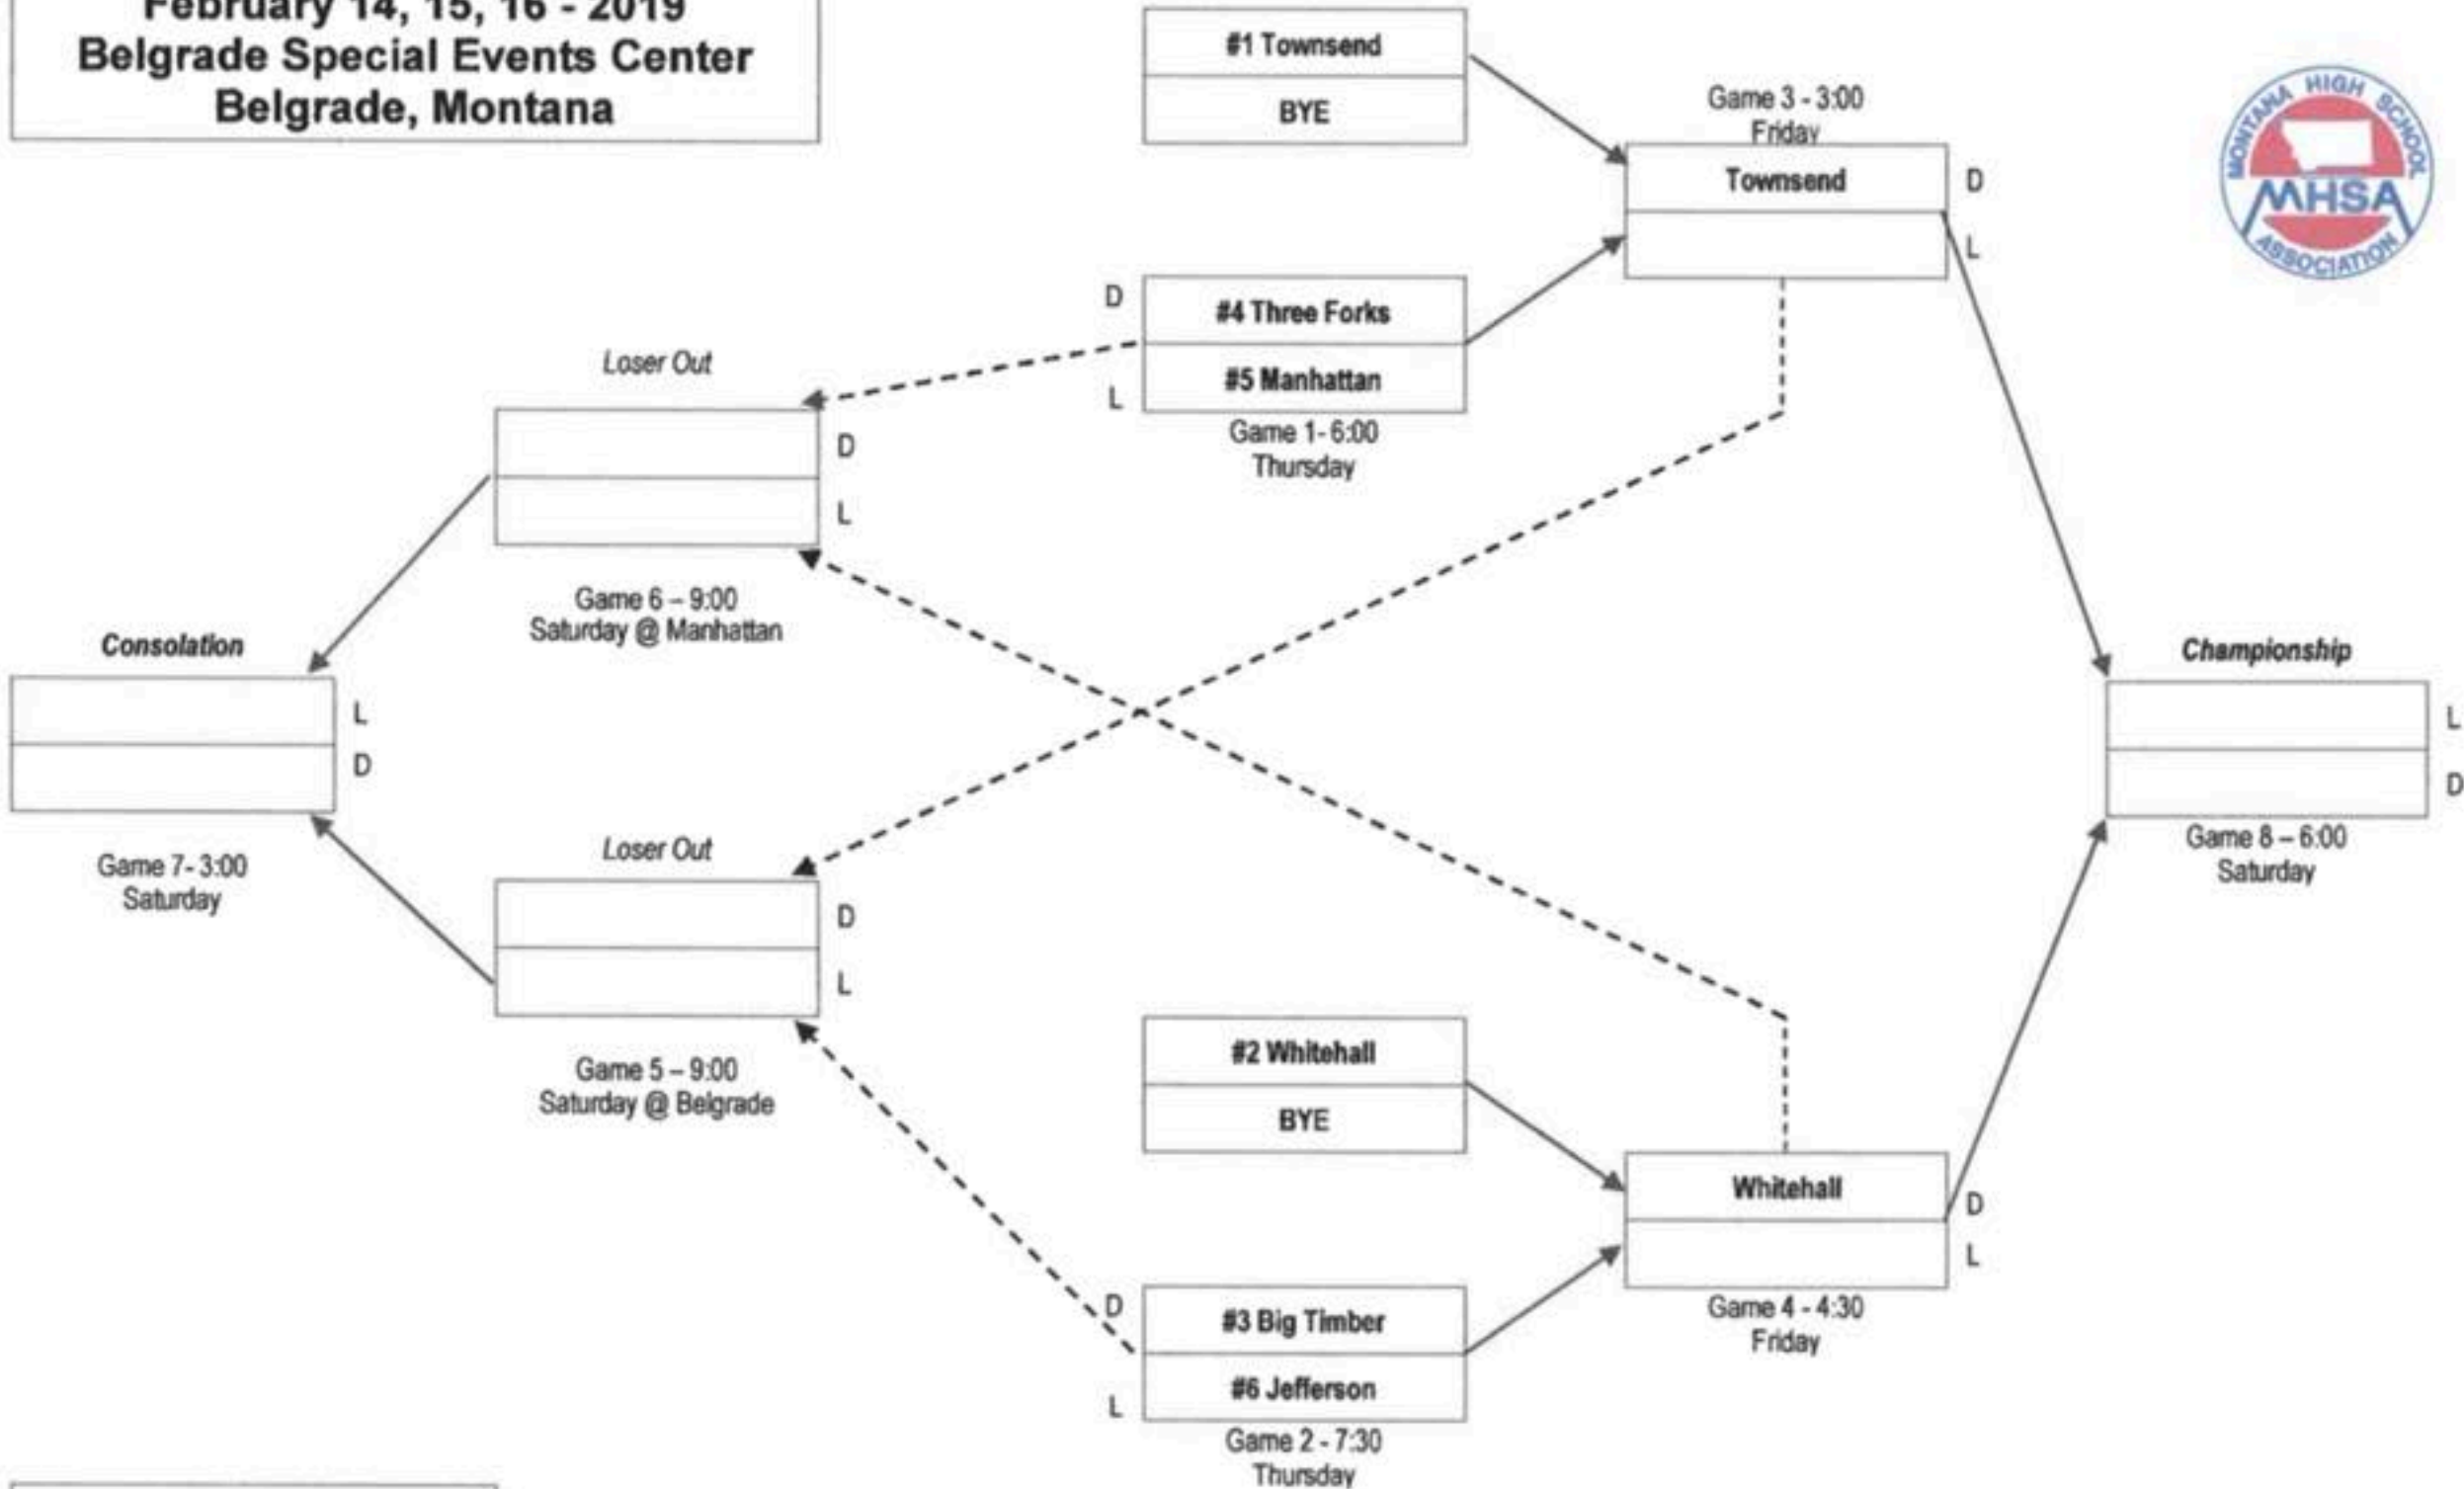 February 14, 15, 16 - 2019
Belgrade Special Events Center
Belgrade, Montana
#1 Townsend
BYE
Game 3 - 3:00
Friday
Townsend
D
L
MONTANA HIGH SCHOOL
MHSA
ASSOCIATION
D
#4 Three Forks
#5 Manhattan
L
Game 1- 6:00
Thursday
Loser Out
D
L
Game 6 – 9:00
Saturday @ Manhattan
Consolation
L
D
Game 7- 3:00
Saturday
Championship
L
D
Game 8 – 6:00
Saturday
Loser Out
D
L
Game 5 – 9:00
Saturday @ Belgrade
#2 Whitehall
BYE
Whitehall
D
L
Game 4 - 4:30
Friday
D
#3 Big Timber
#6 Jefferson
L
Game 2 - 7:30
Thursday